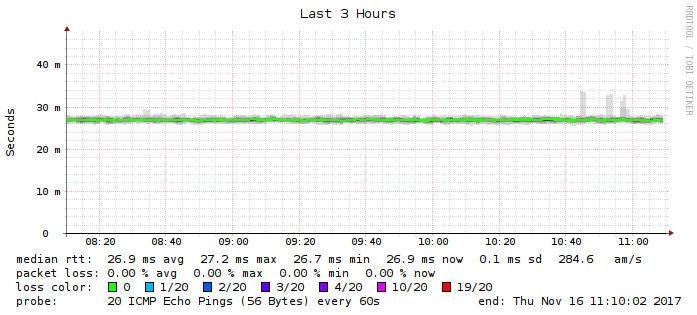 Last 3 Hours
RRDTOOL / TOBI OETIKER
Seconds
40 m
30 m
20 m
10 m
0
08:20 08:40 09:00 09:20 09:40 10:00 10:20 10:40 11:00
median rtt: 26.9 ms avg 27.2 ms max 26.7 ms min 26.9 ms now 0.1 ms sd 284.6 am/s
packet loss: 0.00 % avg 0.00 % max 0.00 % min 0.00 % now
loss color: 0 1/20 2/20 3/20 4/20 10/20 19/20
probe: 20 ICMP Echo Pings (56 Bytes) every 60s end: Thu Nov 16 11:10:02 2017